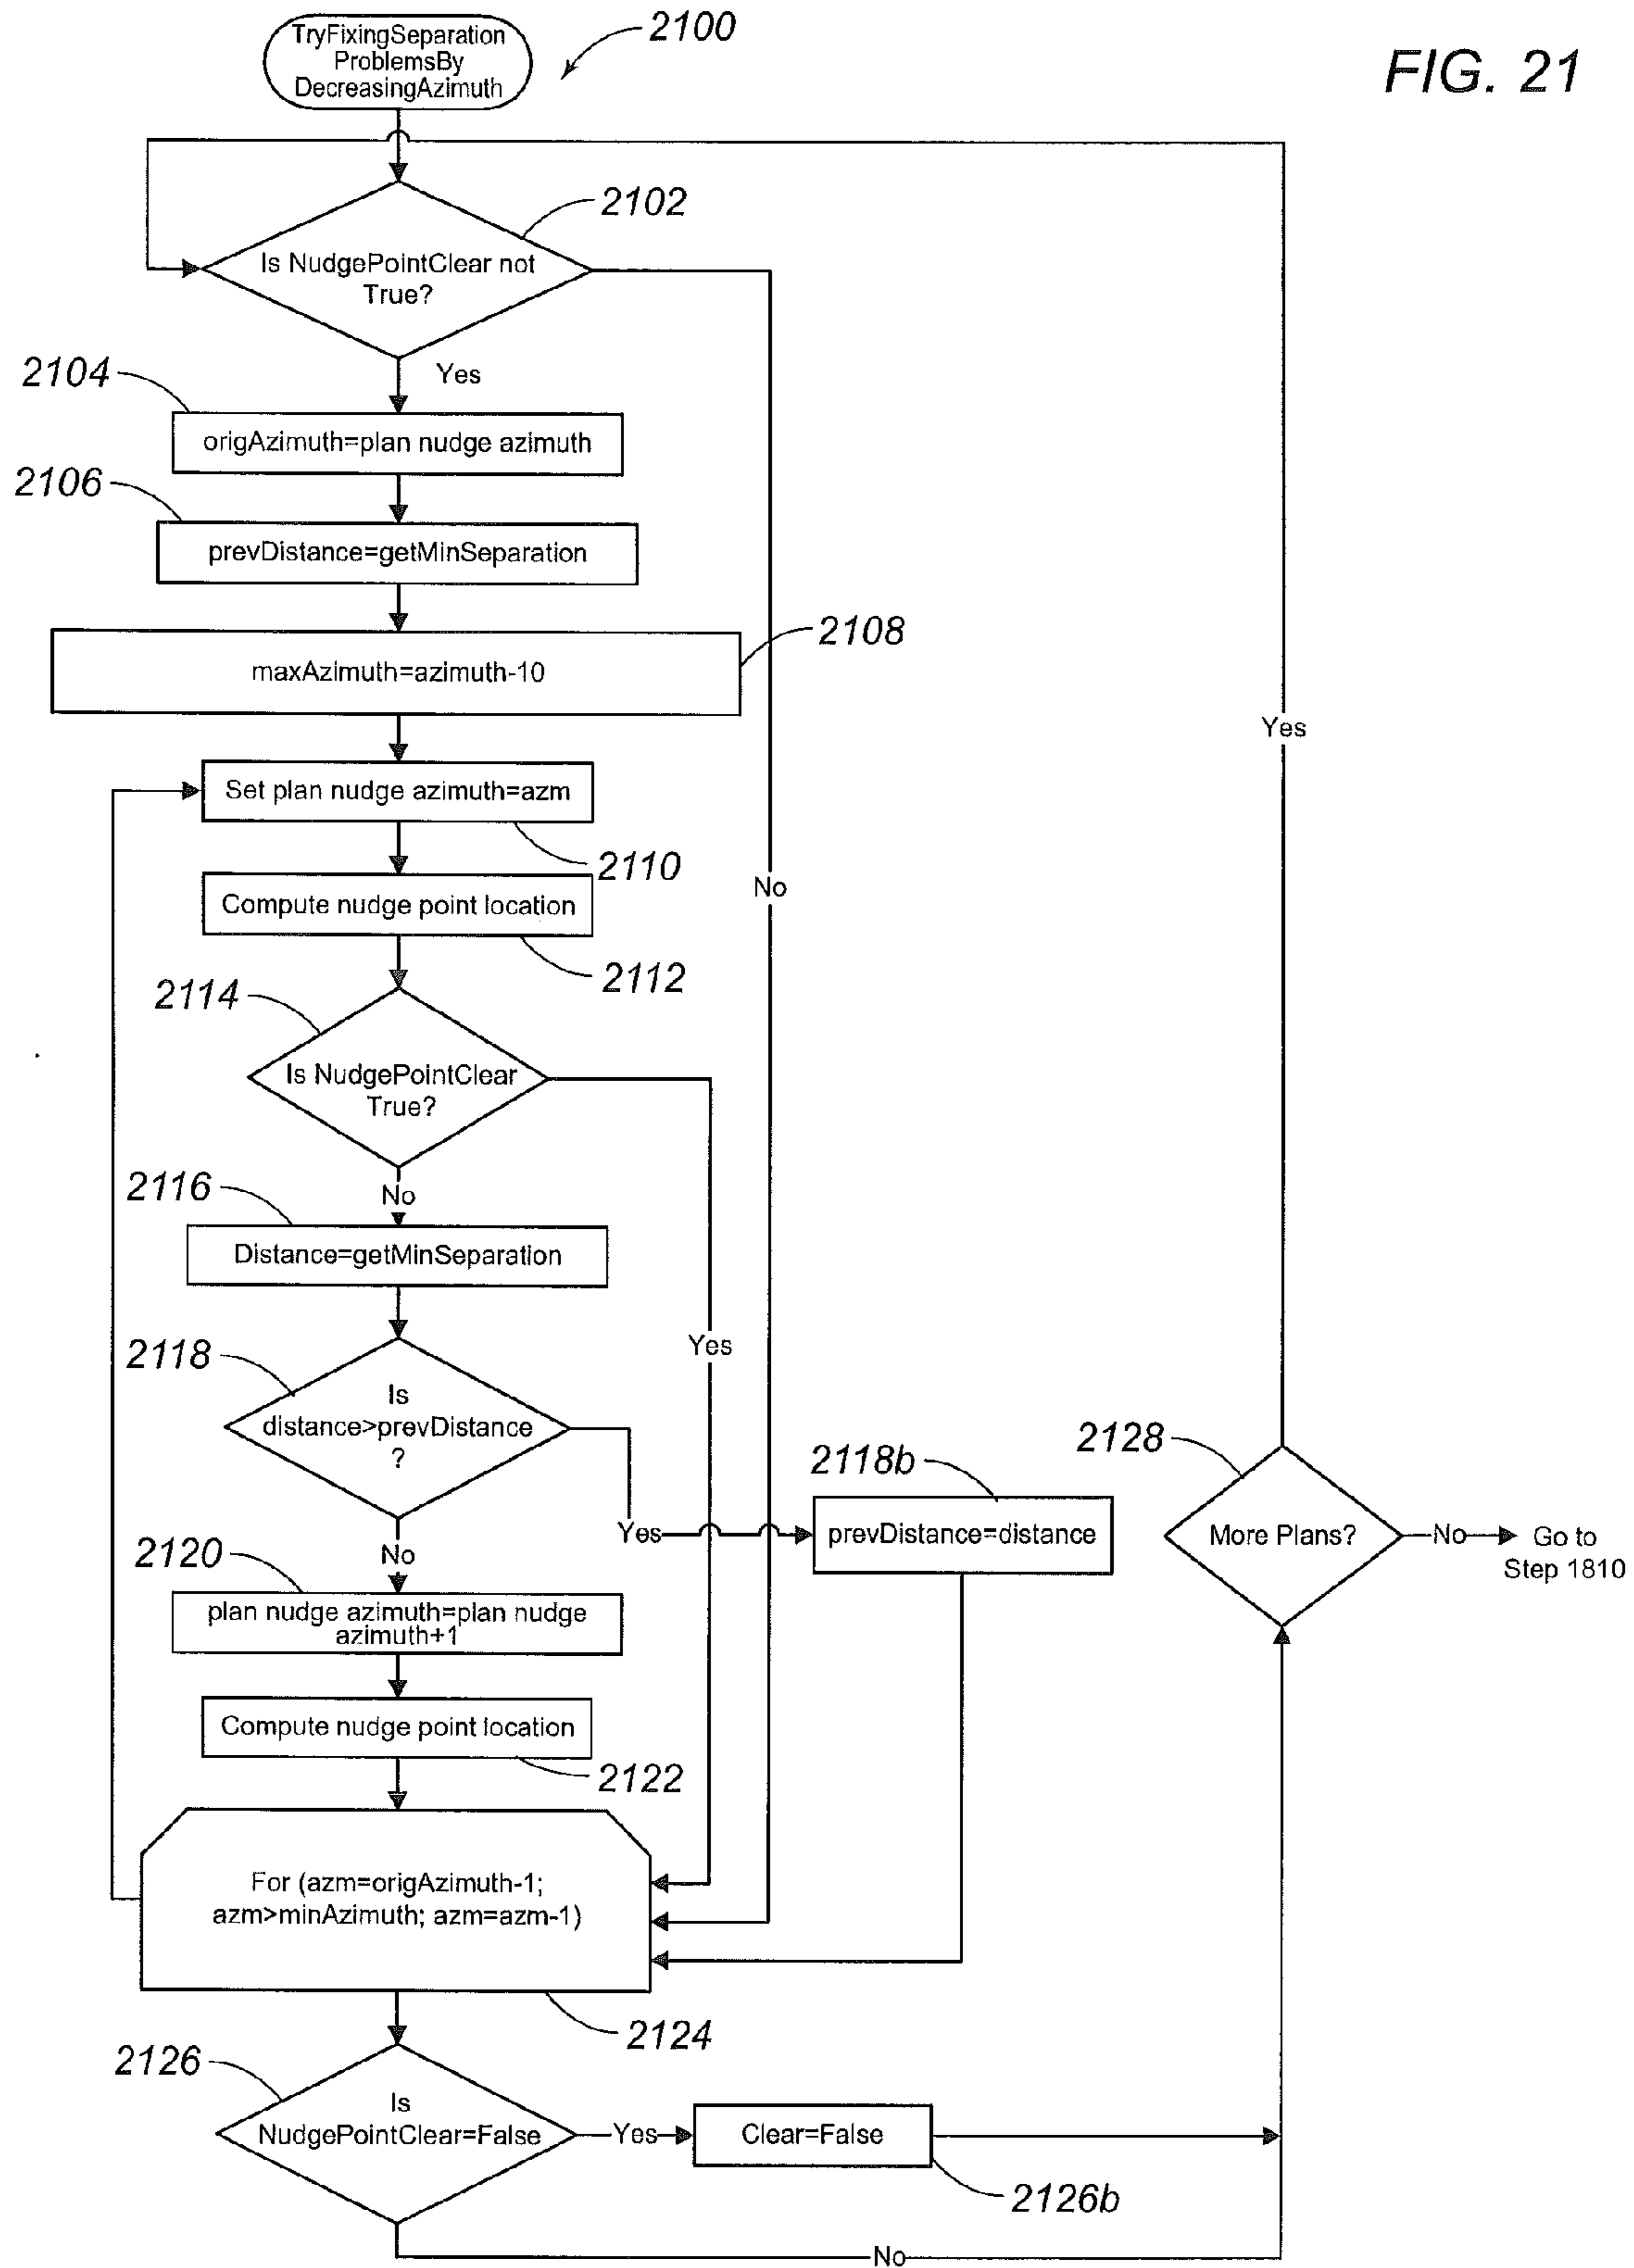 TryFixingSeparation
ProblemsBy
DecreasingAzimuth
2100
FIG. 21
2102
Is NudgePointClear not
True?
Yes
2104
origAzimuth=plan nudge azimuth
2106
prevDistance=getMinSeparation
2108
maxAzimuth=azimuth-10
Yes
Set plan nudge azimuth=azm
2110
No
Compute nudge point location
2112
2114
Is NudgePointClear
True?
2116
No
Distance=getMinSeparation
Yes
2118
Is
distance>prevDistance
?
2118b
Yes
prevDistance=distance
2128
More Plans?
No
Go to
Step 1810
No
2120
plan nudge azimuth=plan nudge
azimuth+1
Compute nudge point location
2122
For (azm=origAzimuth-1;
azm>minAzimuth; azm=azm-1)
2124
2126
Is
NudgePointClear=False
Yes
Clear=False
2126b
No